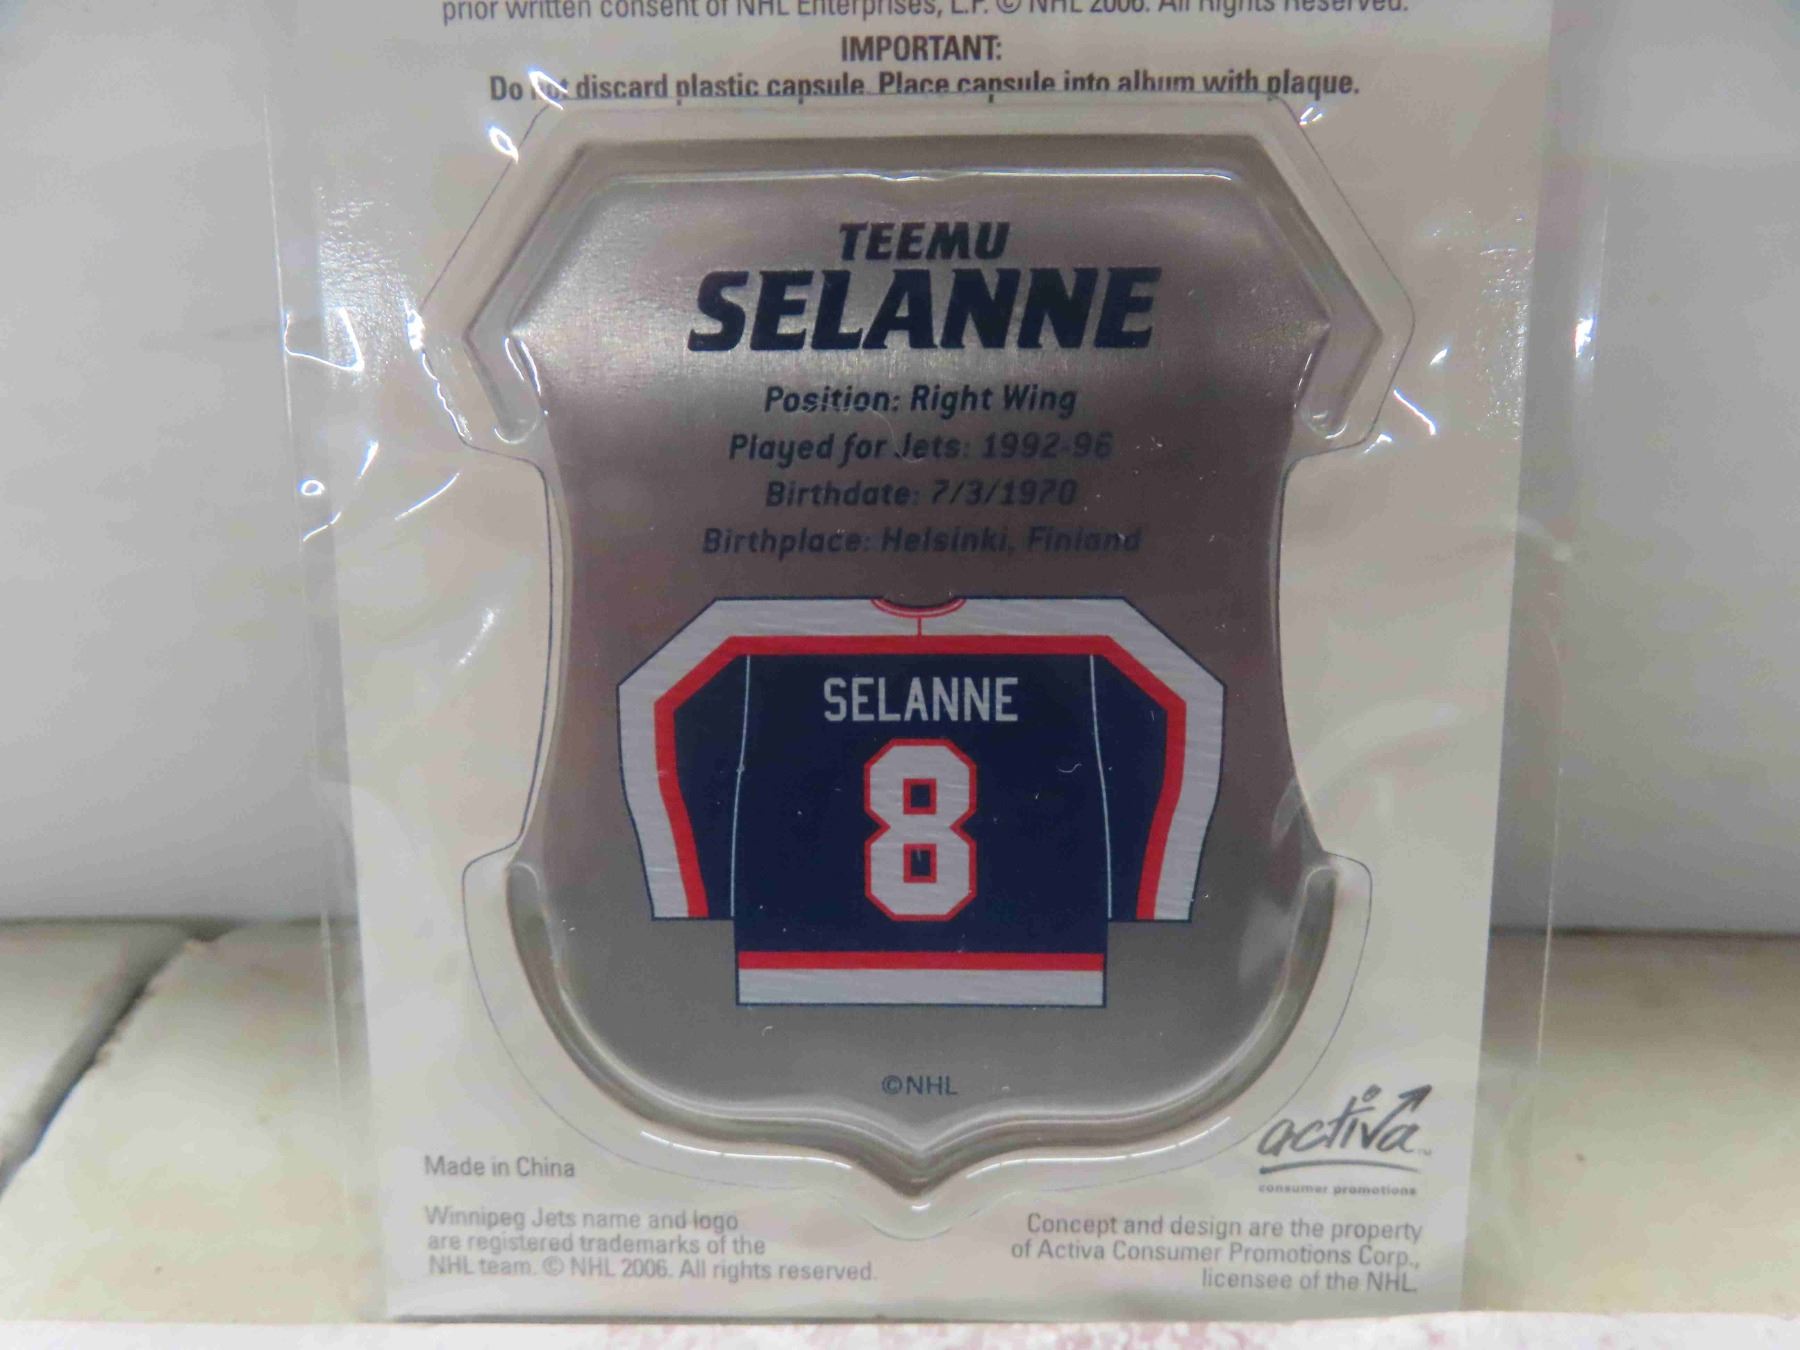 prior written consent of NHL Enterprises, L.P. © NHL 2006. All Rights Reserved.
IMPORTANT:
Do not discard plastic capsule. Place capsule into album with plaque.
TEEMU
SELANNE
Position: Right Wing
Played for Jets: 1992-96
Birthdate: 7/3/1970
Birthplace: Helsinki, Finland
SELANNE
8
©NHL
activa
consumer promotions
Made in China
Winnipeg Jets name and logo
are registered trademarks of the
NHL team. © NHL 2006. All rights reserved.
Concept and design are the property
of Activa Consumer Promotions Corp.,
licensee of the NHL.